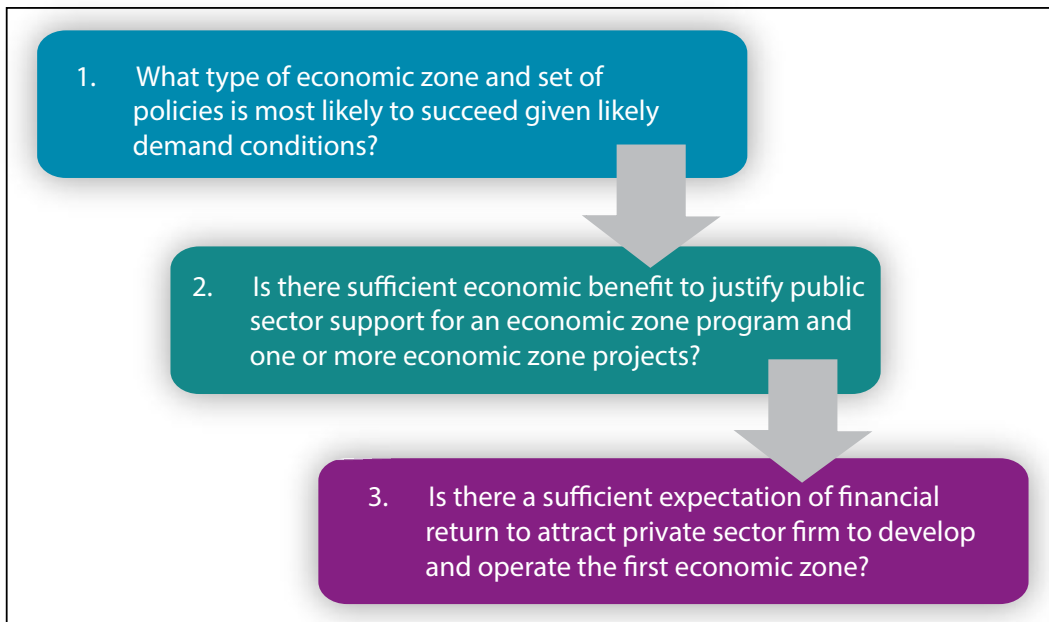 1. What type of economic zone and set of
policies is most likely to succeed given likely
demand conditions?
2. Is there sufficient economic benefit to justify public
sector support for an economic zone program and
one or more economic zone projects?
3. Is there a sufficient expectation of financial
return to attract private sector firm to develop
and operate the first economic zone?